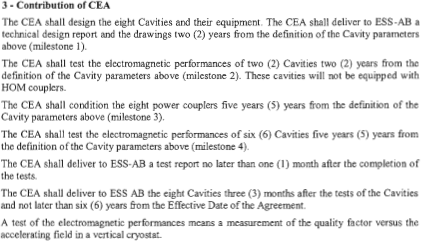 3 - Contribution of CEA
The CEA shall design the eight Cavities and their equipment. The CEA shall deliver to ESS-AB a
technical design report and the drawings two (2) years from the definition of the Cavity parameters
above (milestone 1).
The CEA shall test the electromagnetic performances of two (2) Cavities two (2) years from the
definition of the Cavity parameters above (milestone 2). These cavities will not be equipped with
HOM couplers.
The CEA shall condition the eight power couplers five years (5) years from the definition of the
Cavity parameters above (milestone 3).
The CEA shall test the electromagnetic performances of six (6) Cavities five years (5) years from
the definition of the Cavity parameters above (milestone 4).
The CEA shall deliver to ESS-AB a test report no later than one (1) month after the completion of
the tests.
The CEA shall deliver to ESS AB the eight Cavities three (3) months after the tests of the Cavities
and not later than six (6) years from the Effective Date of the Agreement.
A test of the electromagnetic performances means a measurement of the quality factor versus the
accelerating field in a vertical cryostat.